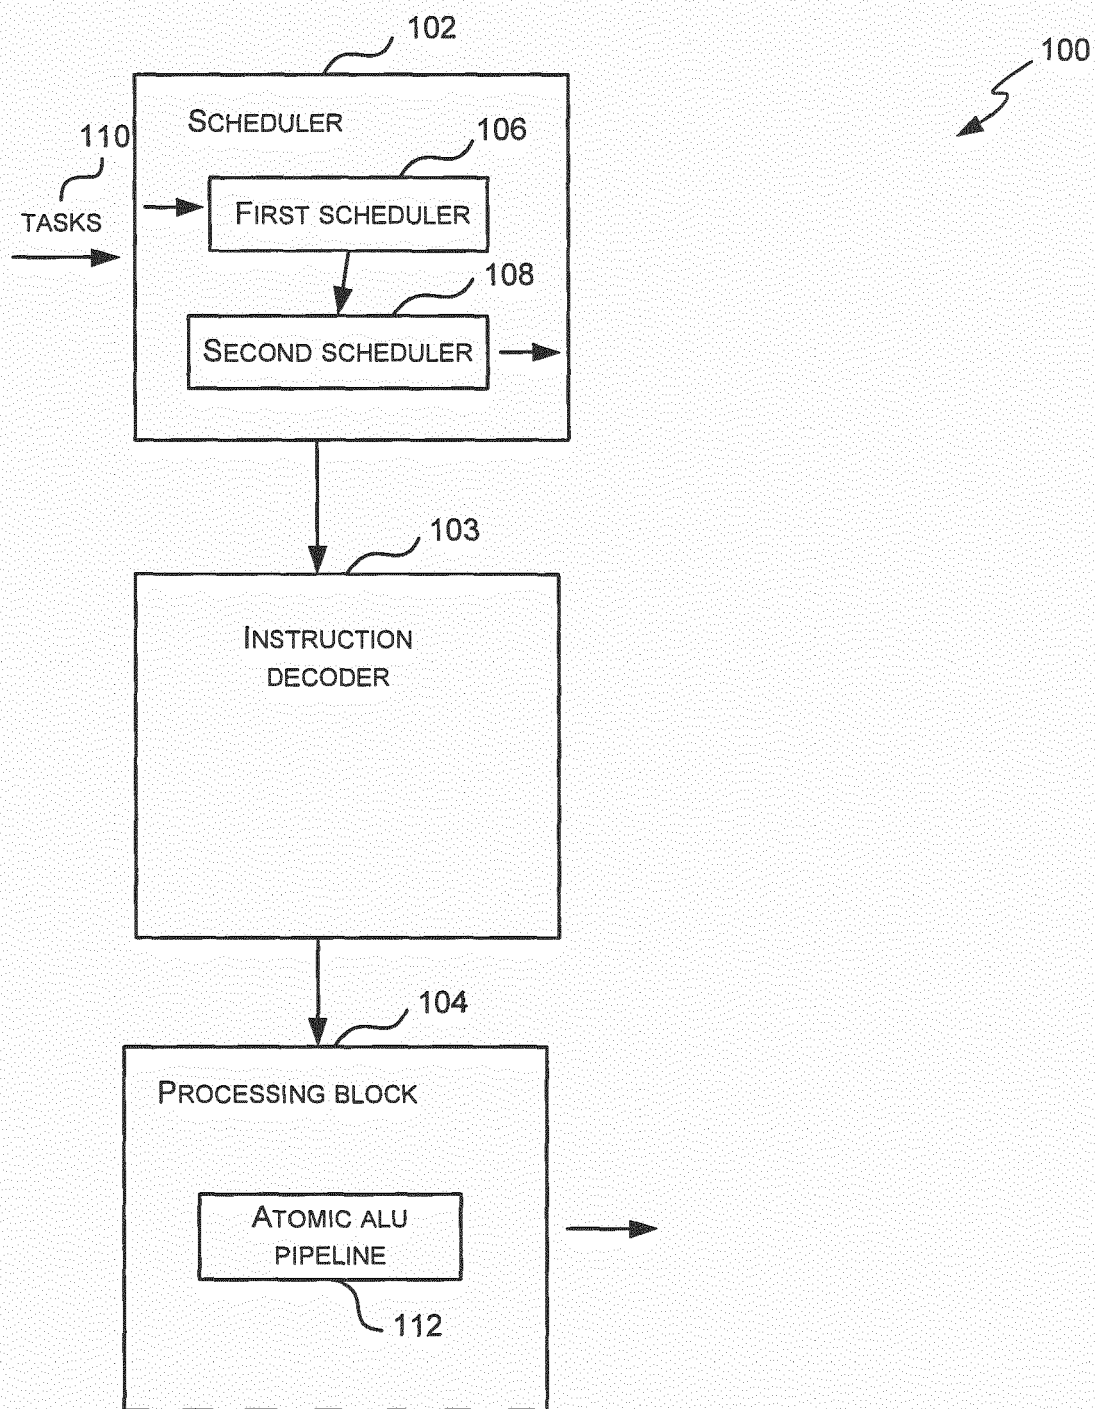 102
100
SCHEDULER
110
106
TASKS
FIRST SCHEDULER
108
SECOND SCHEDULER
103
INSTRUCTION
DECODER
104
PROCESSING BLOCK
ATOMIC ALU
PIPELINE
112